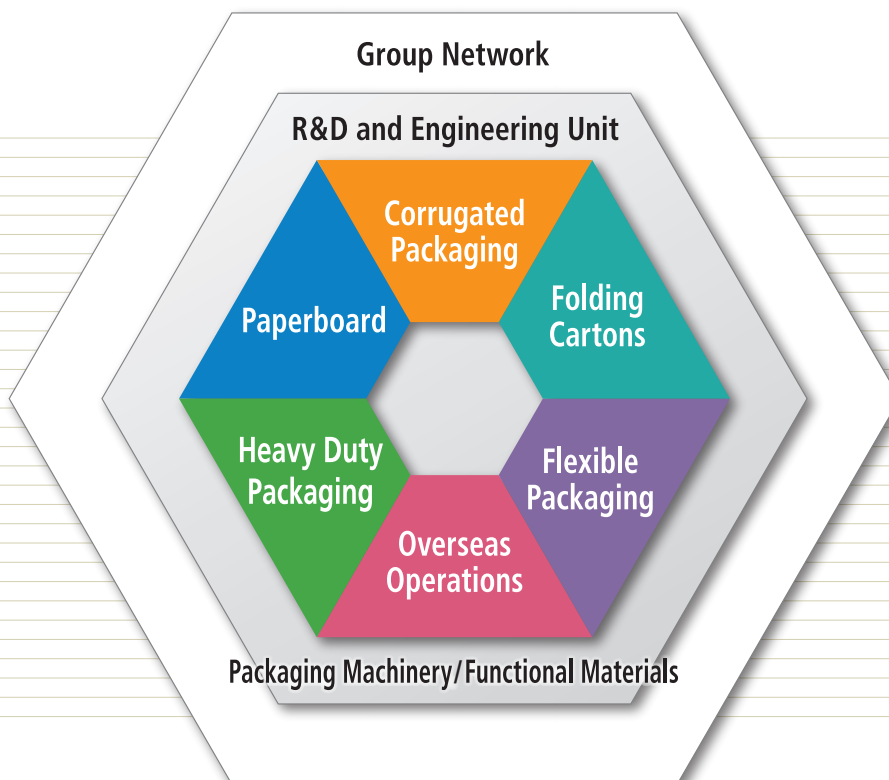 Group Network
R&D and Engineering Unit
Corrugated
Packaging
Folding
Cartons
Paperboard
Heavy Duty
Packaging
Flexible
Packaging
Overseas
Operations
Packaging Machinery/Functional Materials